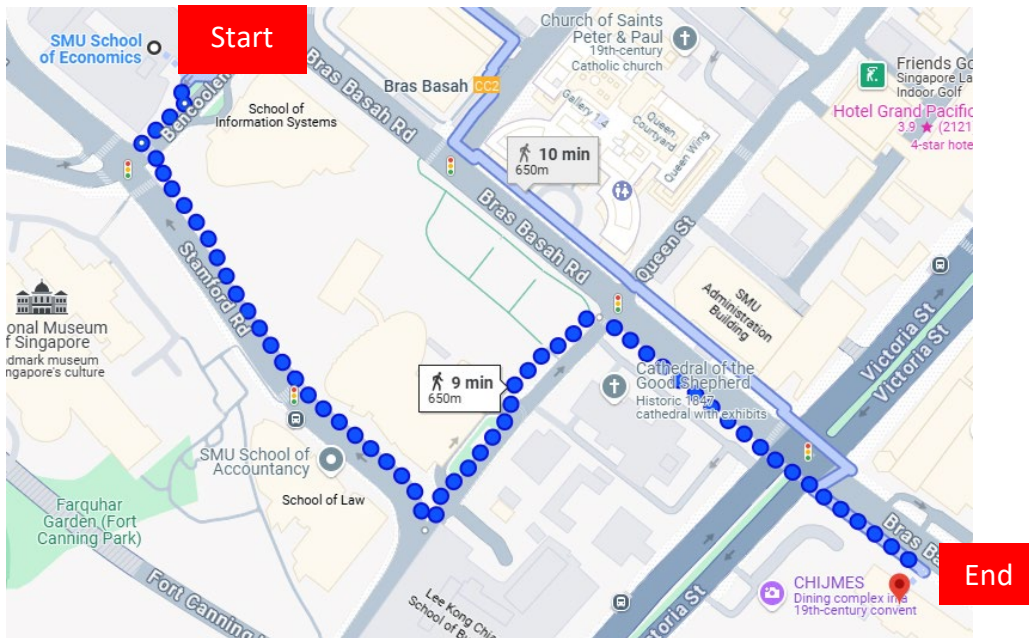 Start
SMU School
of Economics
Bencoolen
School of
Information Systems
Bras Basah Rd
Bras Basah CC2
Church of Saints
Peter & Paul
19th-century
Catholic church
Gallery 1.4
Queen
Courtyard
Queen Wing
Friends Go
Singapore La
Indoor Golf
Hotel Grand Pacific
3.9 ★ (2121
4-star hote
10 min
650m
Bras Basah Rd
Queen St
Stamford Rd
onal Museum
f Singapore
ndmark museum
ngapore's culture
SMU
Administration
Building
Victoria St
Victoria St
9 min
650m
Cathedral of the
Good Shepherd
Historic 1847
cathedral with exhibits
SMU School of
Accountancy
School of Law
Farquhar
Garden (Fort
Canning Park)
Fort Canning
Lee Kong Chia
School of Bu
Victoria St
Bras Ba
CHIJMES
Dining complex in a
19th-century convent
End